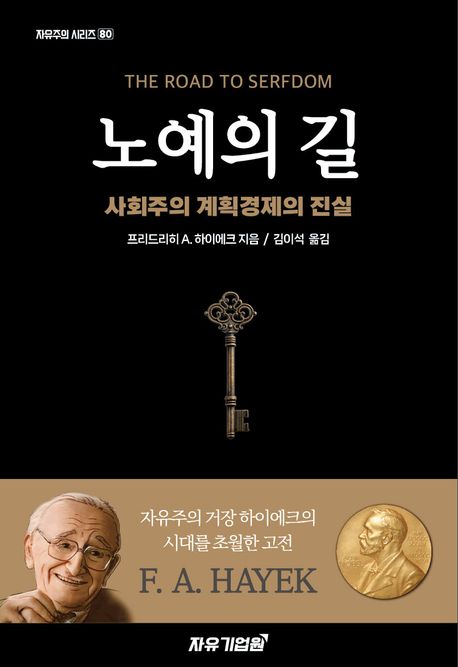 자유주의 시리즈 80
THE ROAD TO SERFDOM
노예의 길
사회주의 계획경제의 진실
프리드리히 A. 하이에크 지음 / 김이석 옮김
자유주의 거장 하이에크의
시대를 초월한 고전
F. A. HAYEK
자유기업원